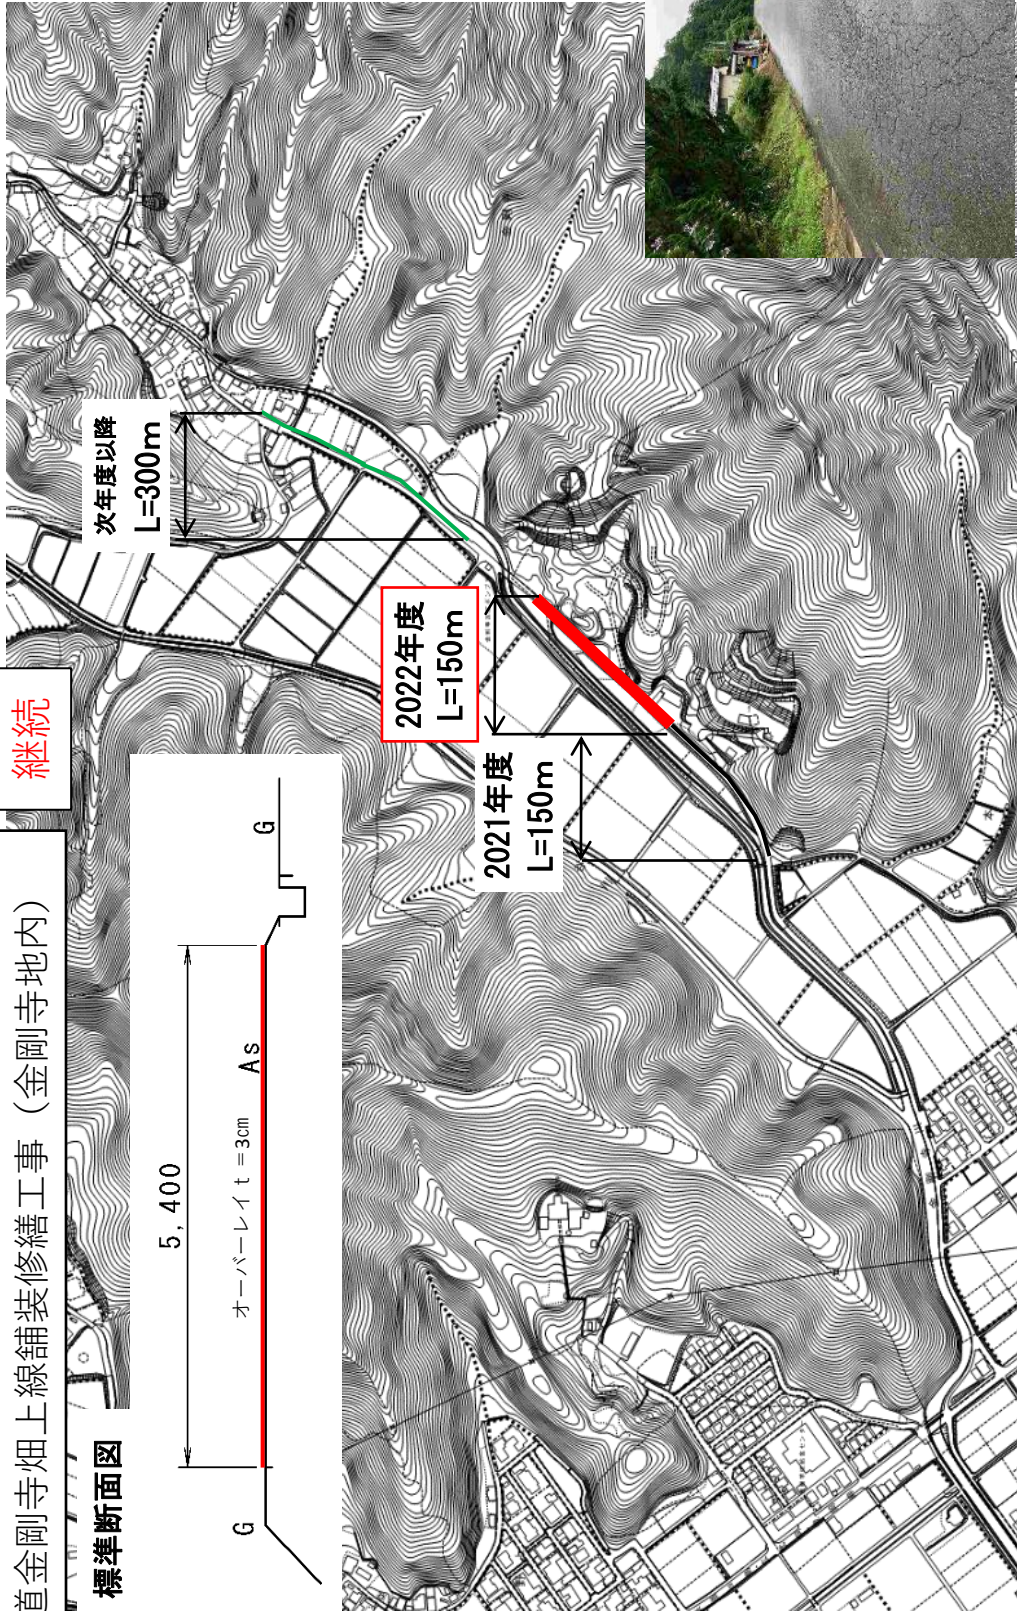 道金剛寺畑上線舗装修繕工事（金剛寺地内）
継続
標準断面図
5,400
オーバーレイt=3cm
As
G
G
2021年度
L=150m
2022年度
L=150m
次年度以降
L=300m